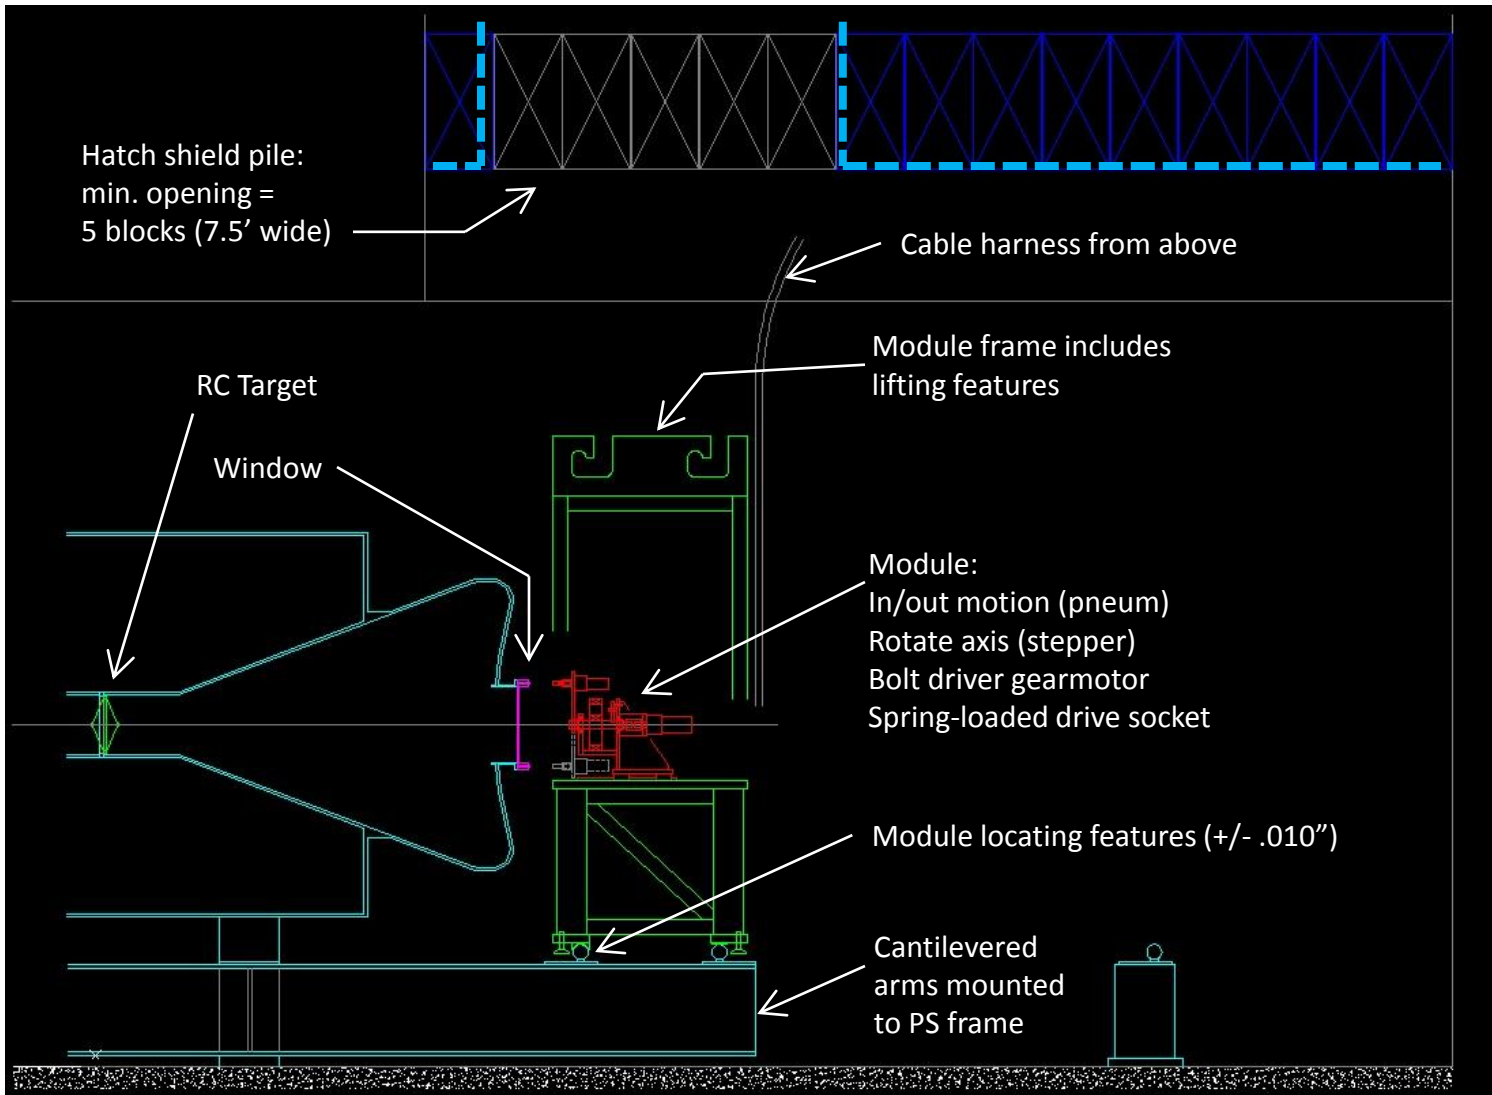 Hatch shield pile:
min. opening =
5 blocks (7.5’ wide)
Cable harness from above
Module frame includes
lifting features
RC Target
Window
Module:
In/out motion (pneum)
Rotate axis (stepper)
Bolt driver gearmotor
Spring-loaded drive socket
Module locating features (+/- .010”)
Cantilevered
arms mounted
to PS frame